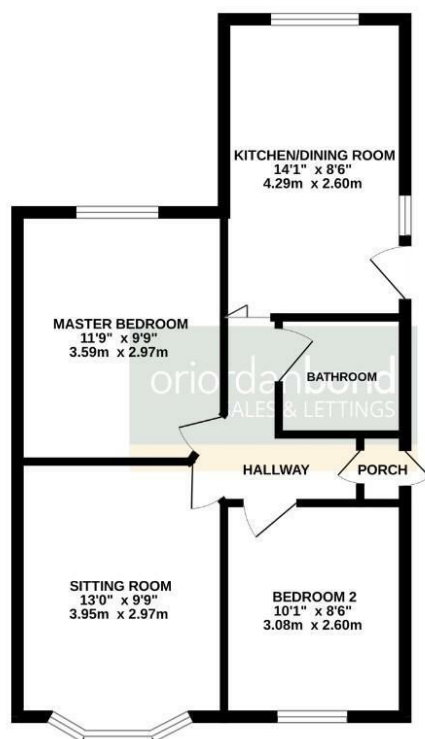 KITCHEN/DINING ROOM
14'1" x 8'6"
4.29m x 2.60m
MASTER BEDROOM
11'9" x 9'9"
3.59m x 2.97m
BATHROOM
oriordanbond
SALES & LETTINGS
HALLWAY
PORCH
SITTING ROOM
13'0" x 9'9"
3.95m x 2.97m
BEDROOM 2
10'1" x 8'6"
3.08m x 2.60m